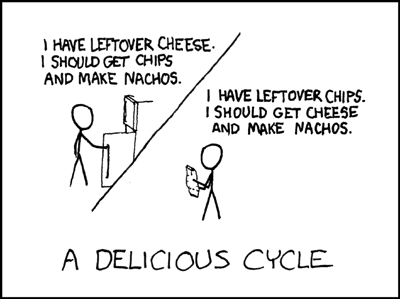 I HAVE LEFTOVER CHEESE.
I SHOULD GET CHIPS
AND MAKE NACHOS.
I HAVE LEFTOVER CHIPS.
I SHOULD GET CHEESE
AND MAKE NACHOS.
A DELICIOUS CYCLE